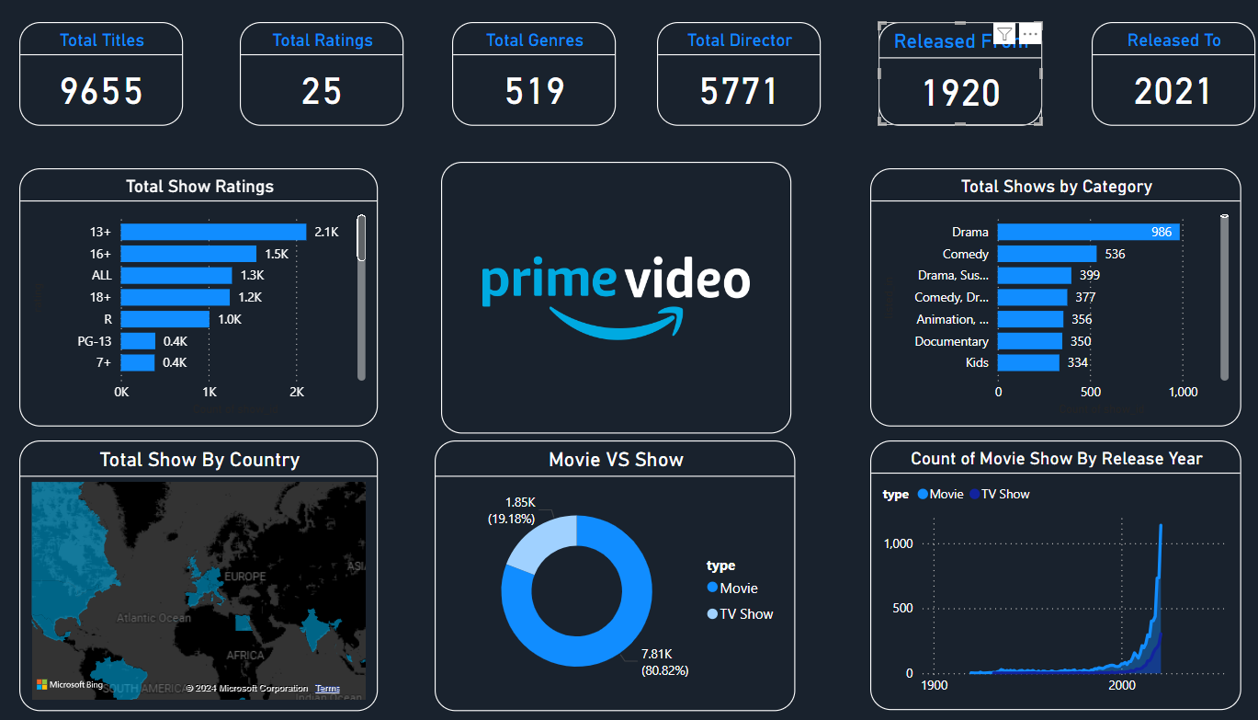 Total Titles
9655
Total Ratings
25
Total Genres
519
Total Director
5771
Released From
1920
Released To
2021
Total Show Ratings
13+ 2.1K
16+ 1.5K
ALL 1.3K
18+ 1.2K
R 1.0K
PG-13 0.4K
7+ 0.4K
0K 1K 2K
prime video
Total Shows by Category
Drama 986
Comedy 536
Drama, Sus... 399
Comedy, Dr... 377
Animation, ... 356
Documentary 350
Kids 334
0 500 1,000
Total Show By Country
EUROPE
ASI
Atlantic Ocean
AFRICA
Microsoft Bing
SOUTH AMERICA
© 2024 Microsoft Corporation Terms
Indian Ocean
Movie VS Show
1.85K
(19.18%)
type
Movie
TV Show
7.81K
(80.82%)
Count of Movie Show By Release Year
type Movie TV Show
1,000
500
0
1900 2000